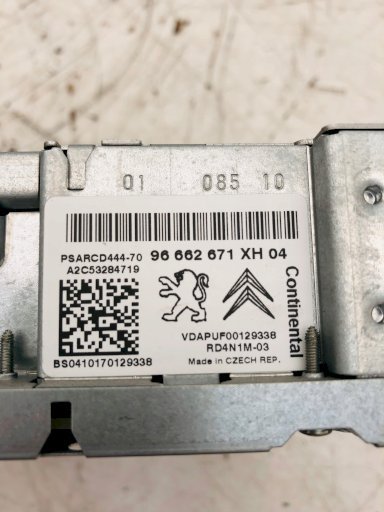 01 085 10
PSARCD444-70 96 662 671 XH 04
A2C53284719
Continental
VDAPUF00129338
RD4N1M-03
BS0410170129338 Made in CZECH REP.